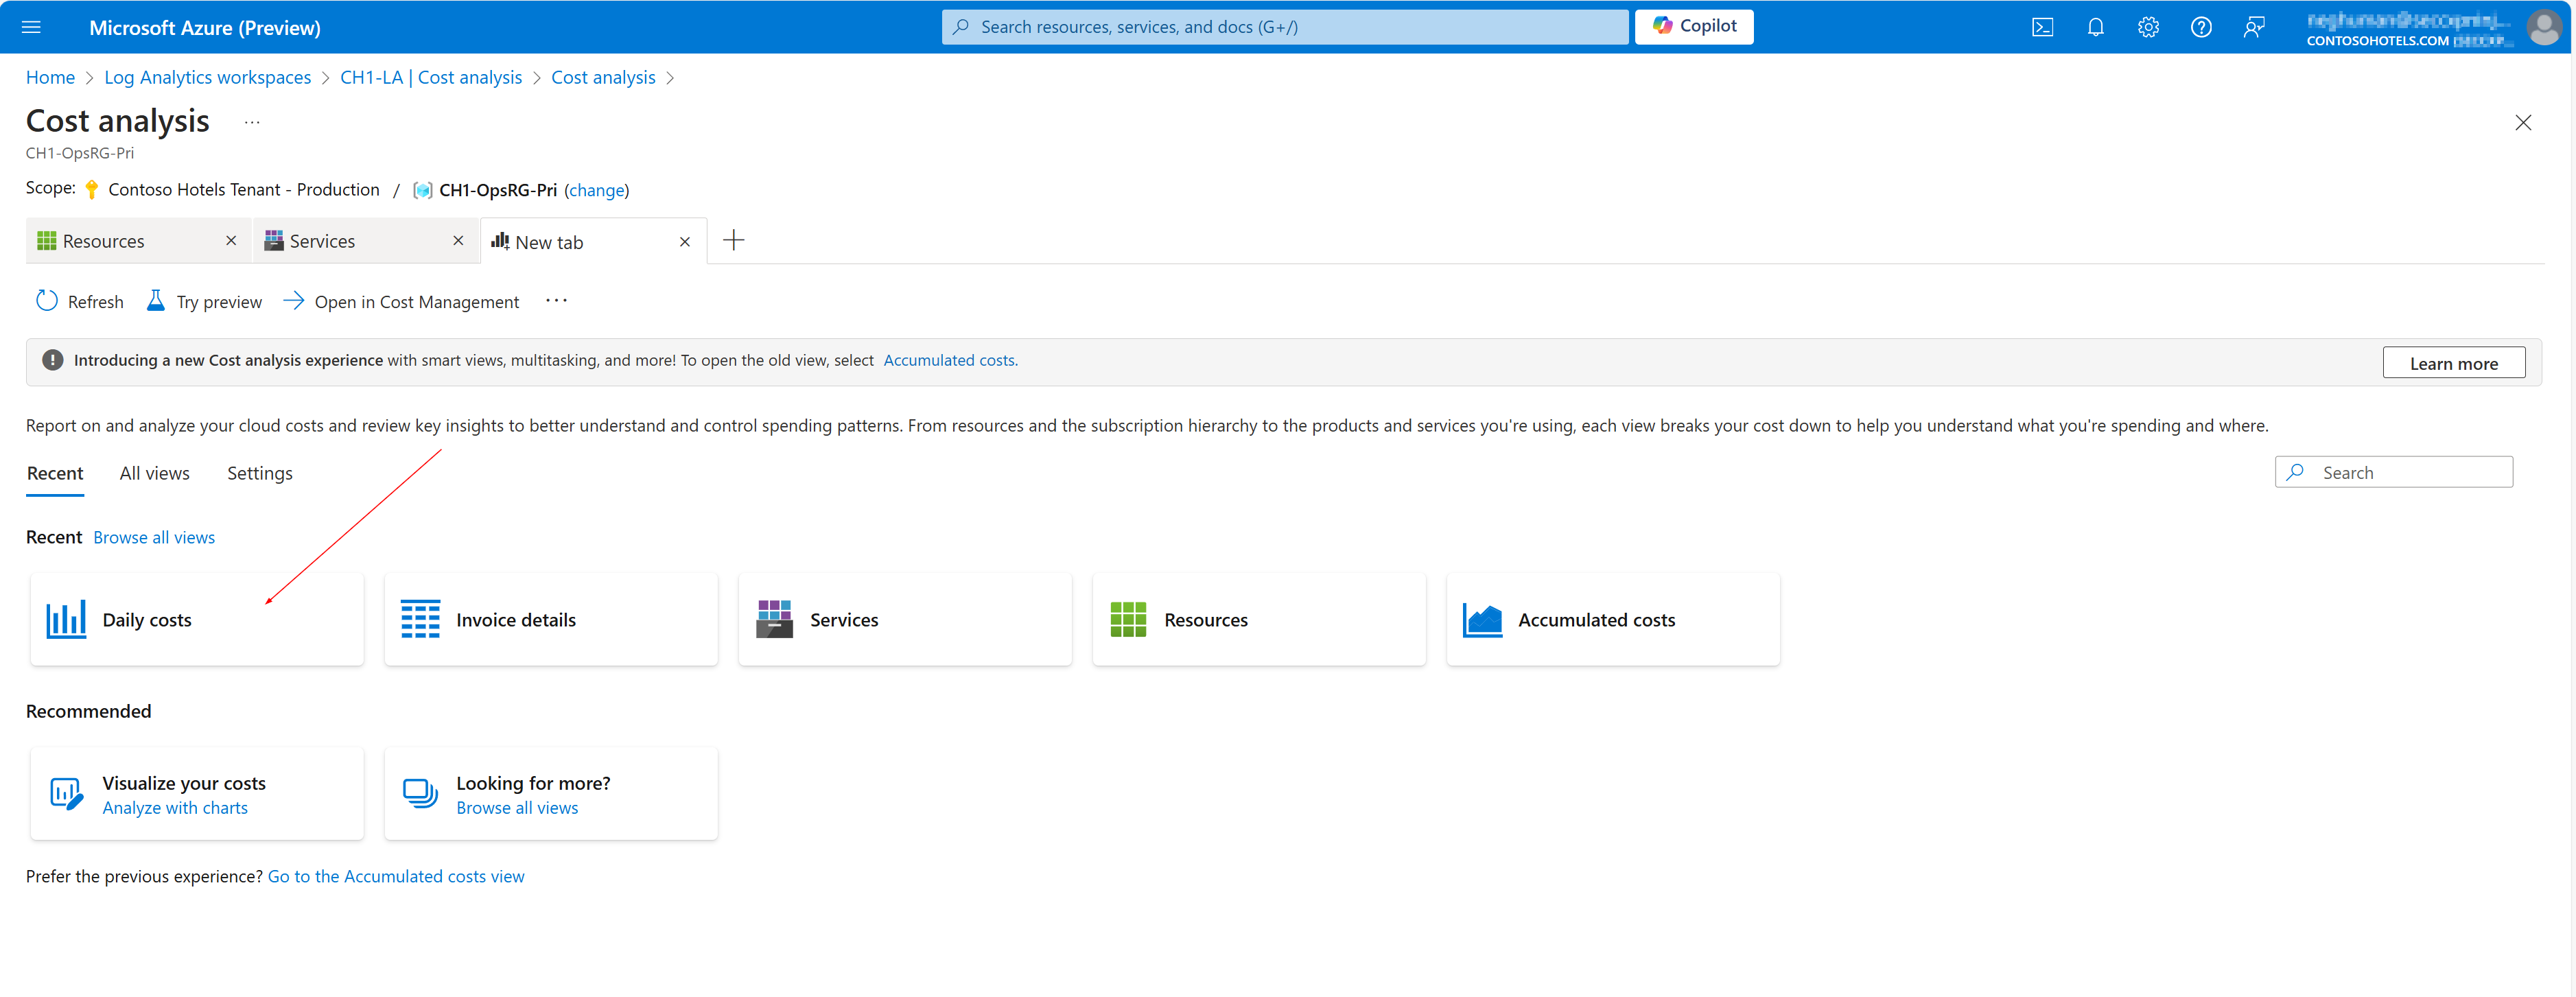 Microsoft Azure (Preview)
Search resources, services, and docs (G+/)
Copilot
CONTOSOHOTELS.COM
Home > Log Analytics workspaces > CH1-LA | Cost analysis > Cost analysis >
Cost analysis ...
CH1-OpsRG-Pri
Scope: Contoso Hotels Tenant - Production / CH1-OpsRG-Pri (change)
Resources
Services
New tab
Refresh
Try preview
Open in Cost Management
...
Introducing a new Cost analysis experience with smart views, multitasking, and more! To open the old view, select Accumulated costs.
Learn more
Report on and analyze your cloud costs and review key insights to better understand and control spending patterns. From resources and the subscription hierarchy to the products and services you're using, each view breaks your cost down to help you understand what you're spending and where.
Recent
All views
Settings
Search
Recent Browse all views
Daily costs
Invoice details
Services
Resources
Accumulated costs
Recommended
Visualize your costs
Analyze with charts
Looking for more?
Browse all views
Prefer the previous experience? Go to the Accumulated costs view